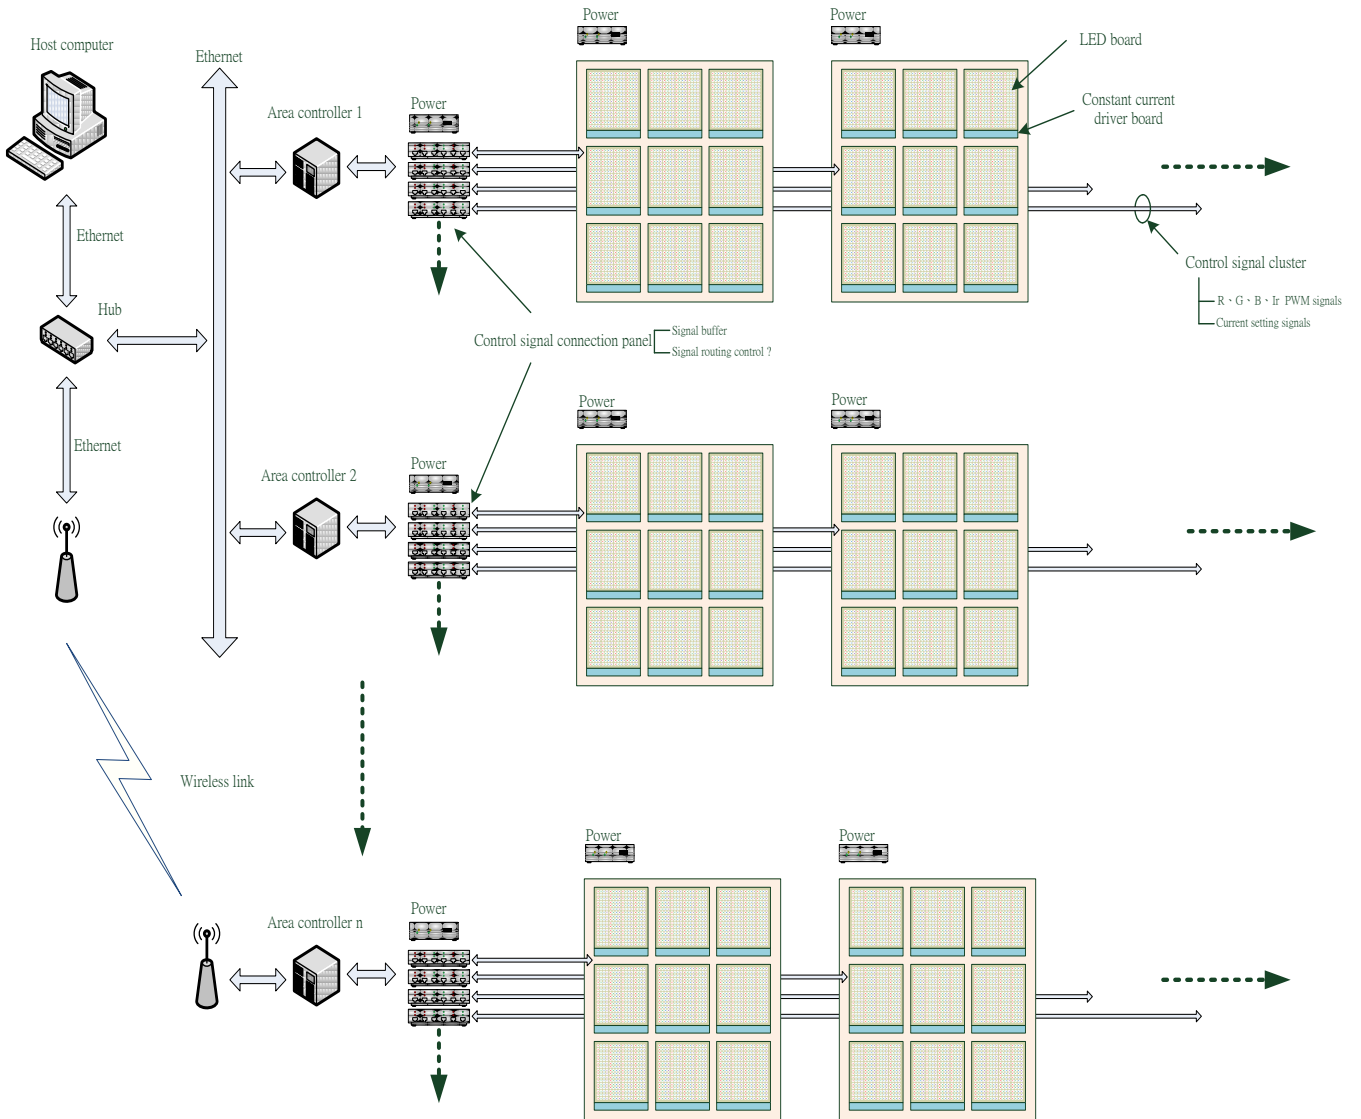 Power
Power
Host computer
Ethernet
LED board
Area controller 1
Power
Constant current
driver board
Ethernet
Control signal cluster
Hub
R、G、B、Ir PWM signals
Current setting signals
Control signal connection panel
Signal buffer
Signal routing control ?
Power
Power
Ethernet
Area controller 2
Power
Wireless link
Power
Power
Area controller n
Power